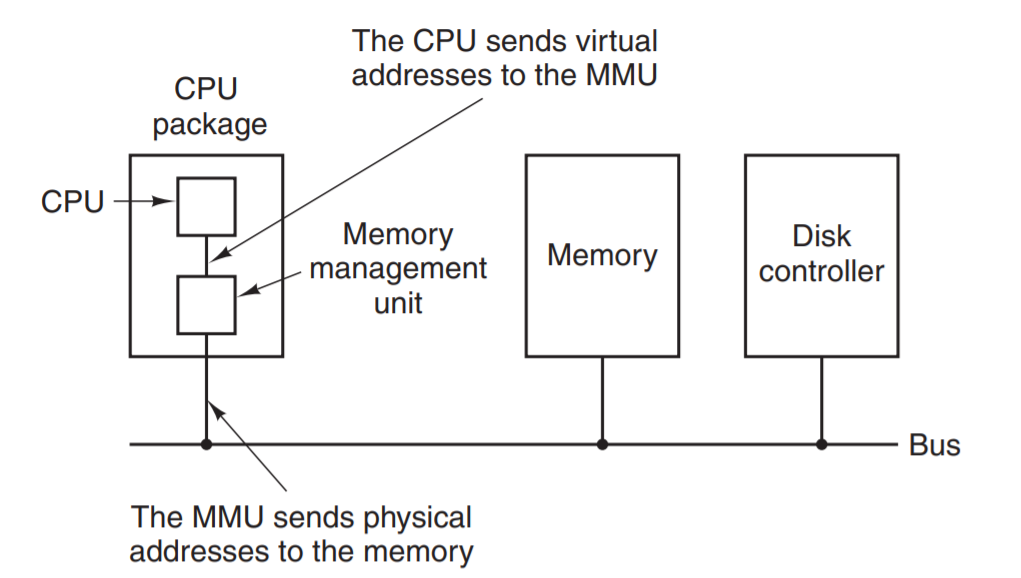 The CPU sends virtual
addresses to the MMU
CPU
package
CPU
Memory
management
unit
Memory
Disk
controller
Bus
The MMU sends physical
addresses to the memory